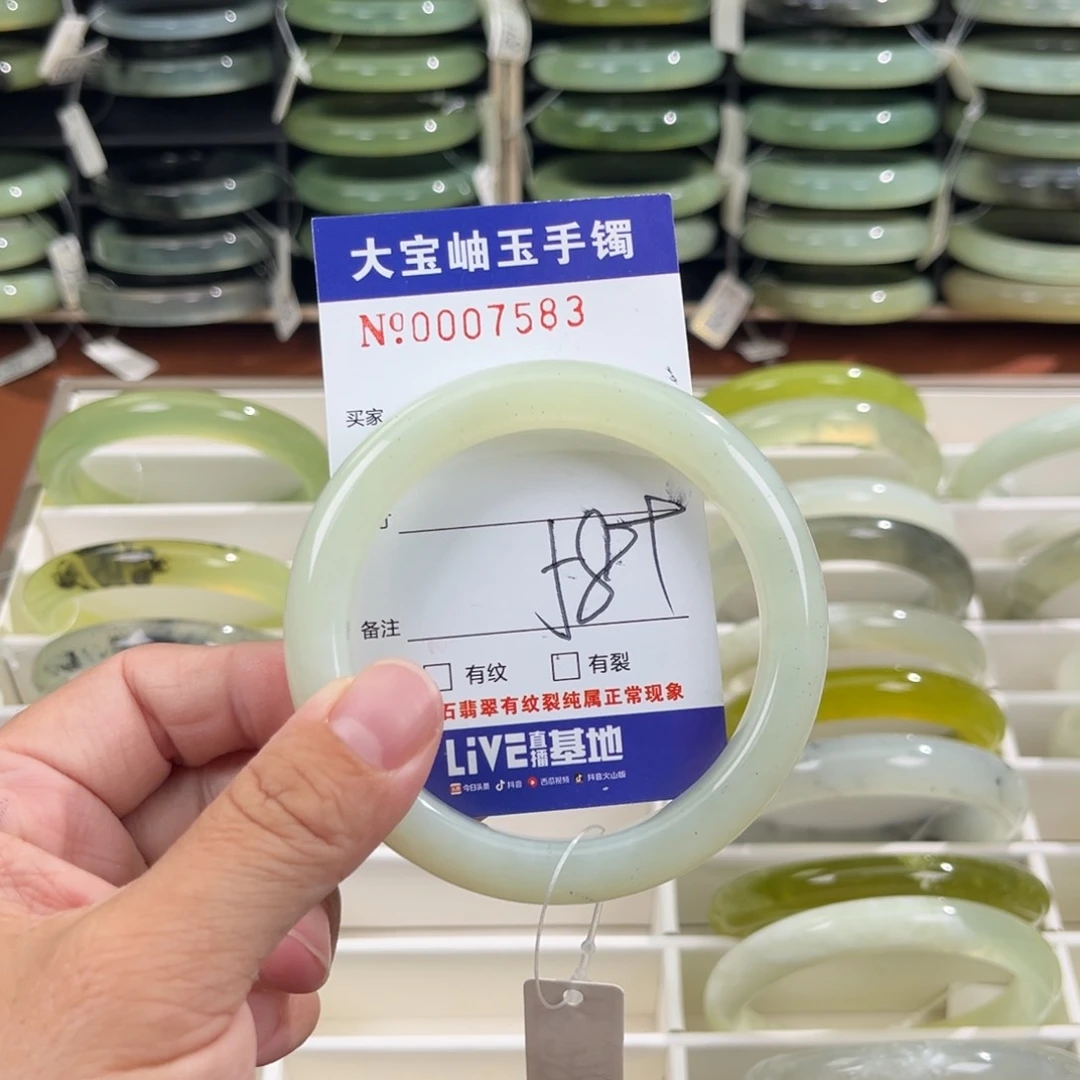 大宝岫玉手镯
№0007583
买家
备注
有纹 有裂
石翡翠有纹裂纯属正常现象
LiVE直播基地
今日头条 抖音 西瓜视频 抖音火山版